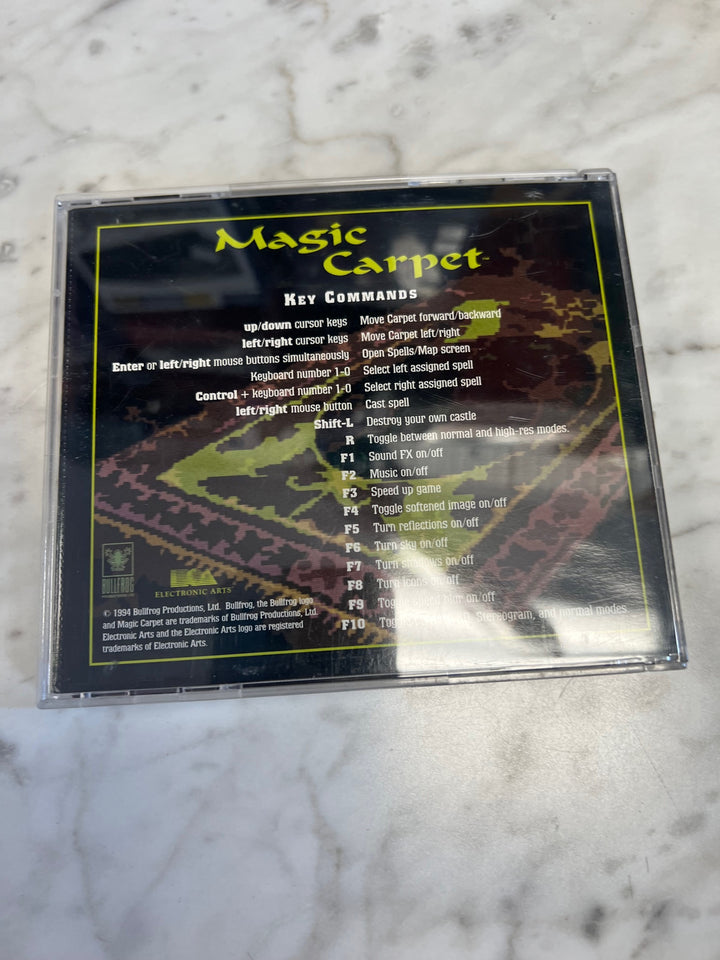 Magic
Carpet™
Key Commands
up/down cursor keys Move Carpet forward/backward
left/right cursor keys Move Carpet left/right
Enter or left/right mouse buttons simultaneously Open Spells/Map screen
Keyboard number 1-0 Select left assigned spell
Control + keyboard number 1-0 Select right assigned spell
left/right mouse button Cast spell
Shift-L Destroy your own castle
R Toggle between normal and high-res modes.
F1 Sound FX on/off
F2 Music on/off
F3 Speed up game
F4 Toggle softened image on/off
F5 Turn reflections on/off
F6 Turn sky on/off
F7 Turn shadows on/off
F8 Turn icons on/off
F9 Toggle blur on/off
F10 Toggle Stereogram, and normal modes.
BULLFROG
ELECTRONIC ARTS®
© 1994 Bullfrog Productions, Ltd. Bullfrog, the Bullfrog logo
and Magic Carpet are trademarks of Bullfrog Productions, Ltd.
Electronic Arts and the Electronic Arts logo are registered
trademarks of Electronic Arts.